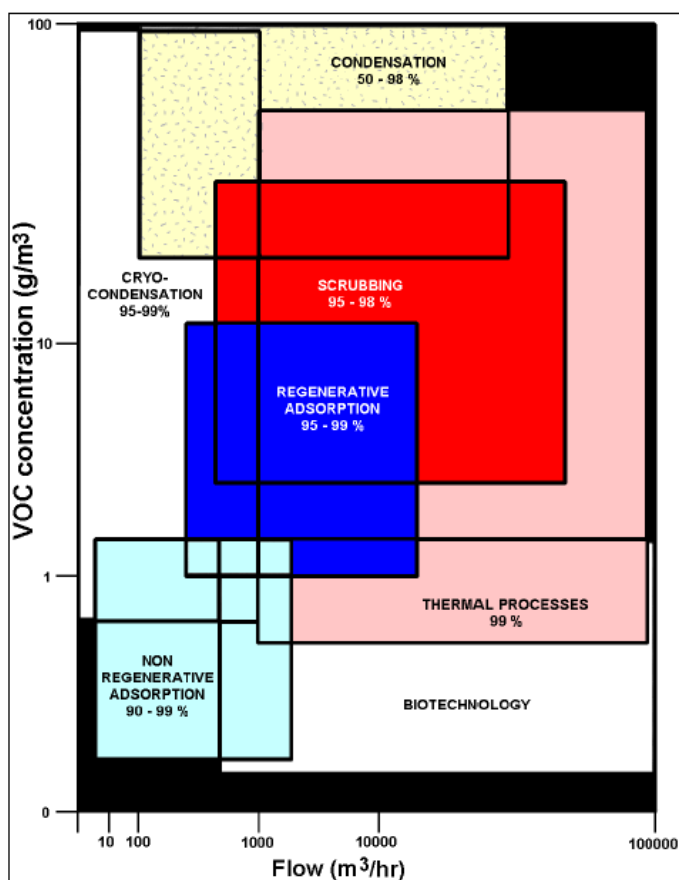 100
CONDENSATION
50 - 98 %
CRYO-
CONDENSATION
95-99%
SCRUBBING
95 - 98 %
10
REGENERATIVE
ADSORPTION
95 - 99 %
VOC concentration (g/m³)
1
THERMAL PROCESSES
99 %
NON
REGENERATIVE
ADSORPTION
90 - 99 %
BIOTECHNOLOGY
0
10 100 1000 10000 100000
Flow (m³/hr)